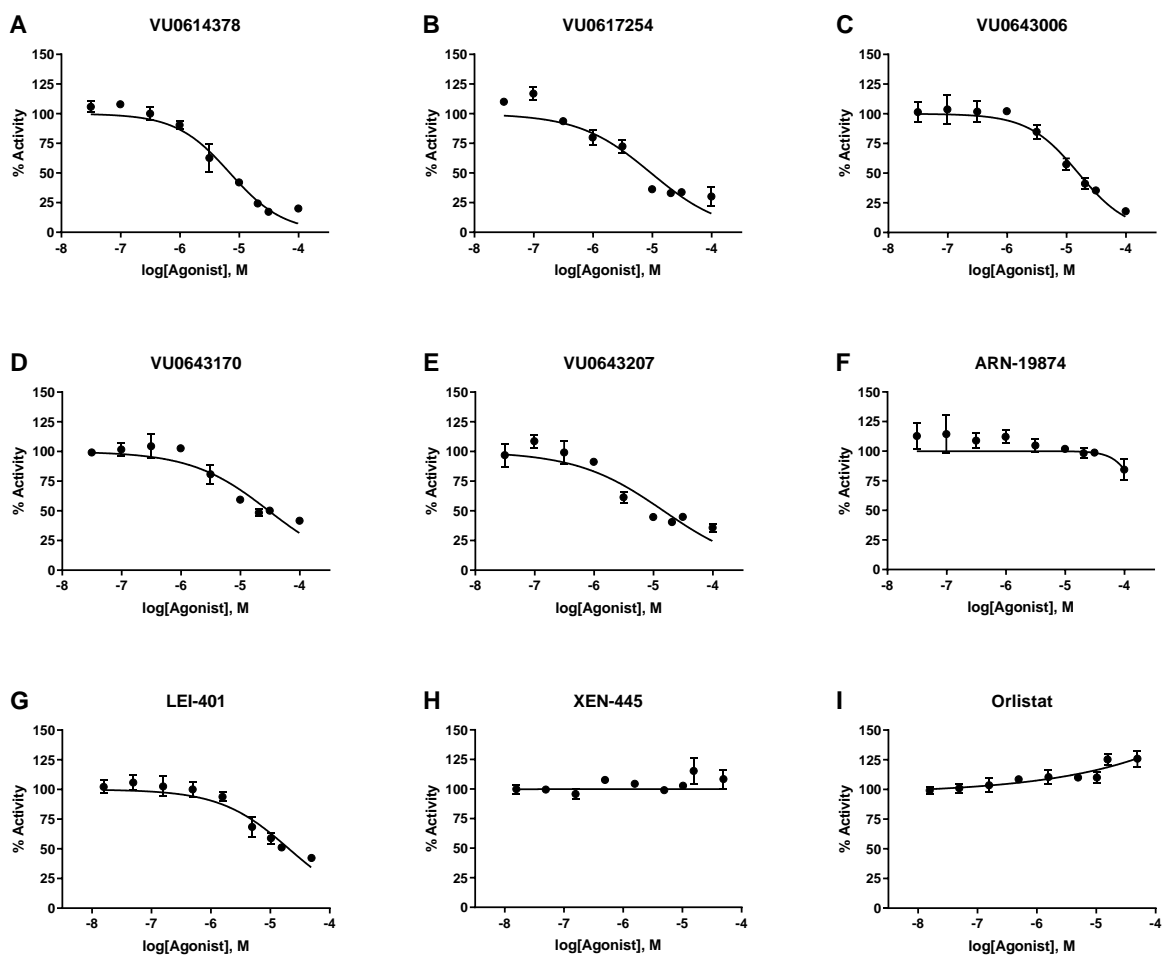 A VU0614378
150
125
100
75
50
25
0
% Activity
-8 -7 -6 -5 -4
log[Agonist], M
B VU0617254
150
125
100
75
50
25
0
% Activity
-8 -7 -6 -5 -4
log[Agonist], M
C VU0643006
150
125
100
75
50
25
0
% Activity
-8 -7 -6 -5 -4
log[Agonist], M
D VU0643170
150
125
100
75
50
25
0
% Activity
-8 -7 -6 -5 -4
log[Agonist], M
E VU0643207
150
125
100
75
50
25
0
% Activity
-8 -7 -6 -5 -4
log[Agonist], M
F ARN-19874
150
125
100
75
50
25
0
% Activity
-8 -7 -6 -5 -4
log[Agonist], M
G LEI-401
150
125
100
75
50
25
0
% Activity
-8 -7 -6 -5 -4
log[Agonist], M
H XEN-445
150
125
100
75
50
25
0
% Activity
-8 -7 -6 -5 -4
log[Agonist], M
I Orlistat
150
125
100
75
50
25
0
% Activity
-8 -7 -6 -5 -4
log[Agonist], M